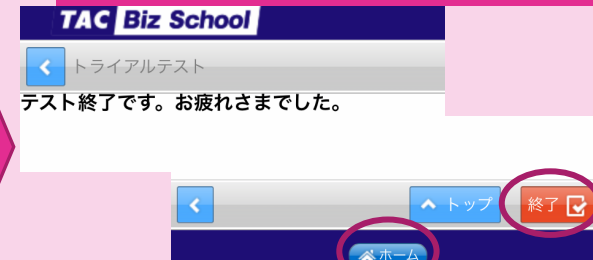 TAC Biz School
トライアルテスト
テスト終了です。お疲れさまでした。
トップ
終了
ホーム